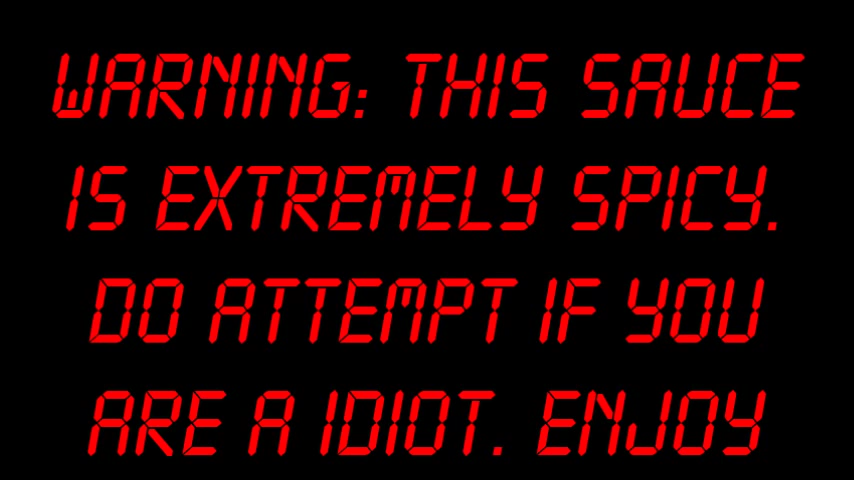 WARNING: THIS SAUCE
IS EXTREMELY SPICY.
DO ATTEMPT IF YOU
ARE A IDIOT. ENJOY